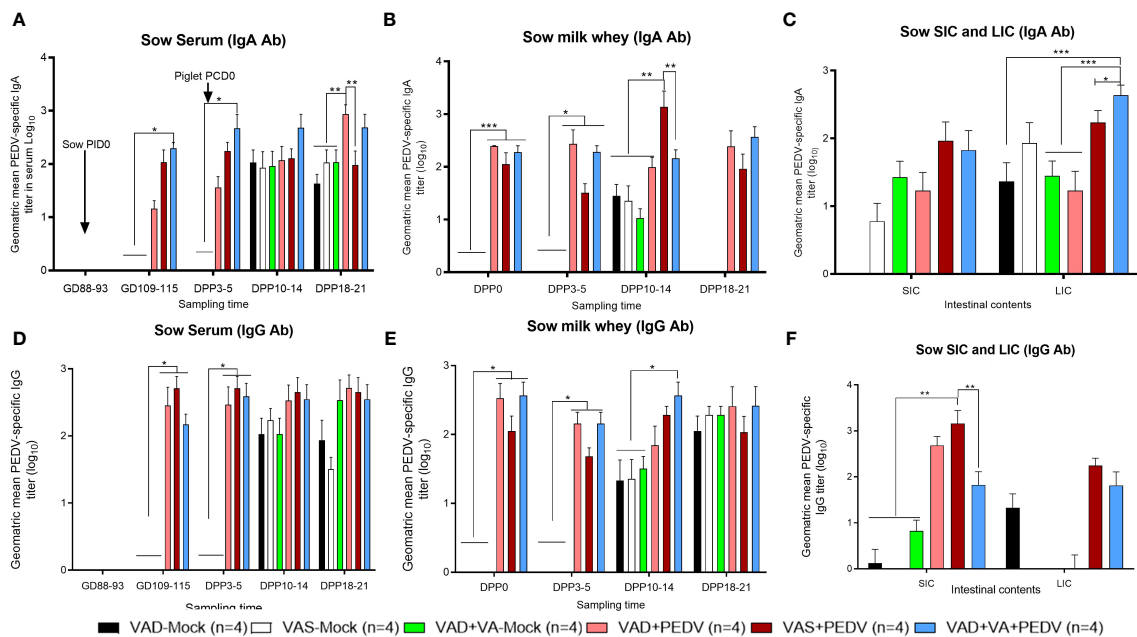 A
Sow Serum (IgA Ab)
Geomatric mean PEDV-specific IgA
titer in serum Log10
4
3
2
1
0
Sow PID0
Piglet PCD0
*
*
**
**
GD88-93
GD109-115
DPP3-5
DPP10-14
DPP18-21
Sampling time
B
Sow milk whey (IgA Ab)
Geomatric mean PEDV-specific IgA
titer (log10)
4
3
2
1
0
***
*
**
**
DPP0
DPP3-5
DPP10-14
DPP18-21
Sampling time
C
Sow SIC and LIC (IgA Ab)
Geomatric mean PEDV-specific IgA
titer (log10)
3
2
1
0
***
***
*
SIC
LIC
Intestinal contents
D
Sow Serum (IgG Ab)
Geomatric mean PEDV-specific IgG
titer (log10)
3
2
1
0
*
*
GD88-93
GD109-115
DPP3-5
DPP10-14
DPP18-21
Sampling time
E
Sow milk whey (IgG Ab)
Geomatric mean PEDV-specific IgG
titer (log10)
3
2
1
0
*
*
*
DPP0
DPP3-5
DPP10-14
DPP18-21
Sampling time
F
Sow SIC and LIC (IgG Ab)
Geomatric mean PEDV-specific
IgG titer (log10)
4
3
2
1
0
**
**
SIC
LIC
Intestinal contents
VAD-Mock (n=4) VAS-Mock (n=4) VAD+VA-Mock (n=4) VAD+PEDV (n=4) VAS+PEDV (n=4) VAD+VA+PEDV (n=4)